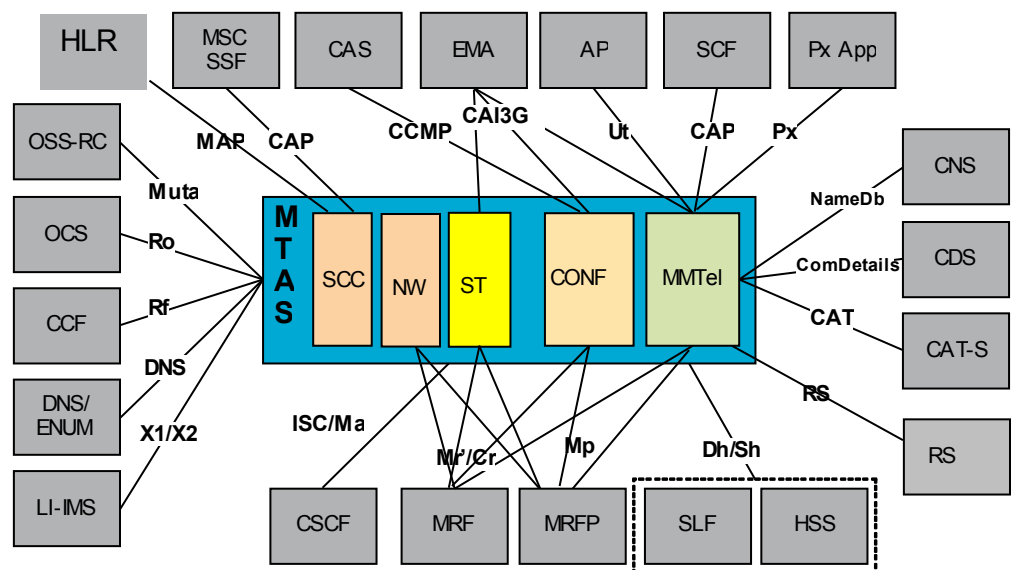 HLR
MSC
SSF
CAS
EMA
AP
SCF
Px App
OSS-RC
MAP
CAP
CCMP
CAI3G
Ut
CAP
Px
CNS
Muta
NameDb
OCS
Ro
M
T
A
S
SCC
NW
ST
CONF
MMTel
ComDetails
CDS
CCF
Rf
CAT
CAT-S
DNS/
ENUM
DNS
X1/X2
ISC/Ma
Mr'/Cr
Mp
Dh/Sh
RS
RS
LI-IMS
CSCF
MRF
MRFP
SLF
HSS